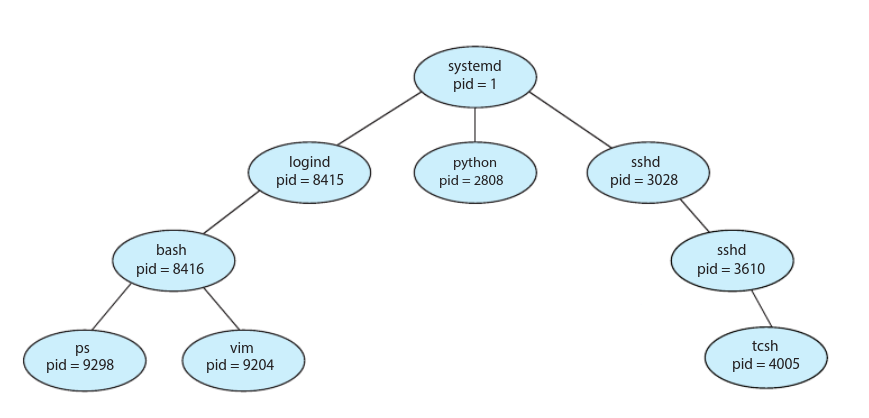 systemd
pid = 1
logind
pid = 8415
python
pid = 2808
sshd
pid = 3028
bash
pid = 8416
sshd
pid = 3610
ps
pid = 9298
vim
pid = 9204
tcsh
pid = 4005